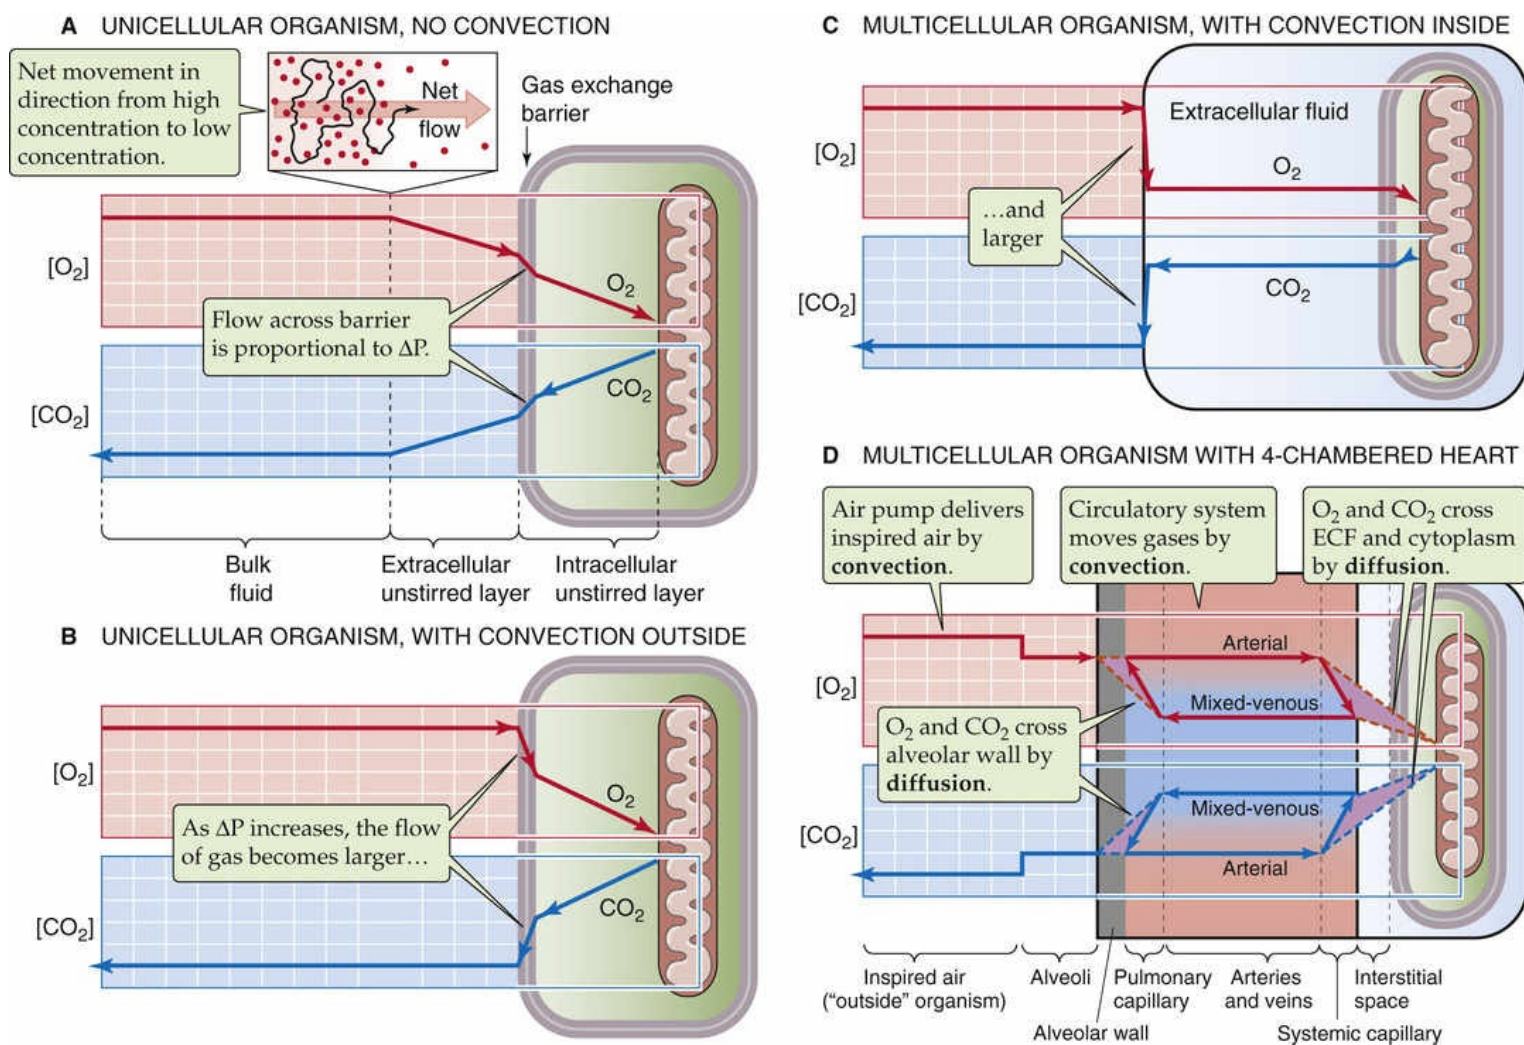 A UNICELLULAR ORGANISM, NO CONVECTION
Net movement in
direction from high
concentration to low
concentration.
Net
flow
Gas exchange
barrier
[O2]
O2
Flow across barrier
is proportional to ΔP.
CO2
[CO2]
Bulk
fluid
Extracellular
unstirred layer
Intracellular
unstirred layer
B UNICELLULAR ORGANISM, WITH CONVECTION OUTSIDE
[O2]
O2
As ΔP increases, the flow
of gas becomes larger…
CO2
[CO2]
C MULTICELLULAR ORGANISM, WITH CONVECTION INSIDE
Extracellular fluid
[O2]
O2
…and
larger
CO2
[CO2]
D MULTICELLULAR ORGANISM WITH 4-CHAMBERED HEART
Air pump delivers
inspired air by
convection.
Circulatory system
moves gases by
convection.
O2 and CO2 cross
ECF and cytoplasm
by diffusion.
Arterial
[O2]
Mixed-venous
O2 and CO2 cross
alveolar wall by
diffusion.
Mixed-venous
[CO2]
Arterial
Inspired air
("outside" organism)
Alveoli
Pulmonary
capillary
Arteries
and veins
Interstitial
space
Alveolar wall
Systemic capillary